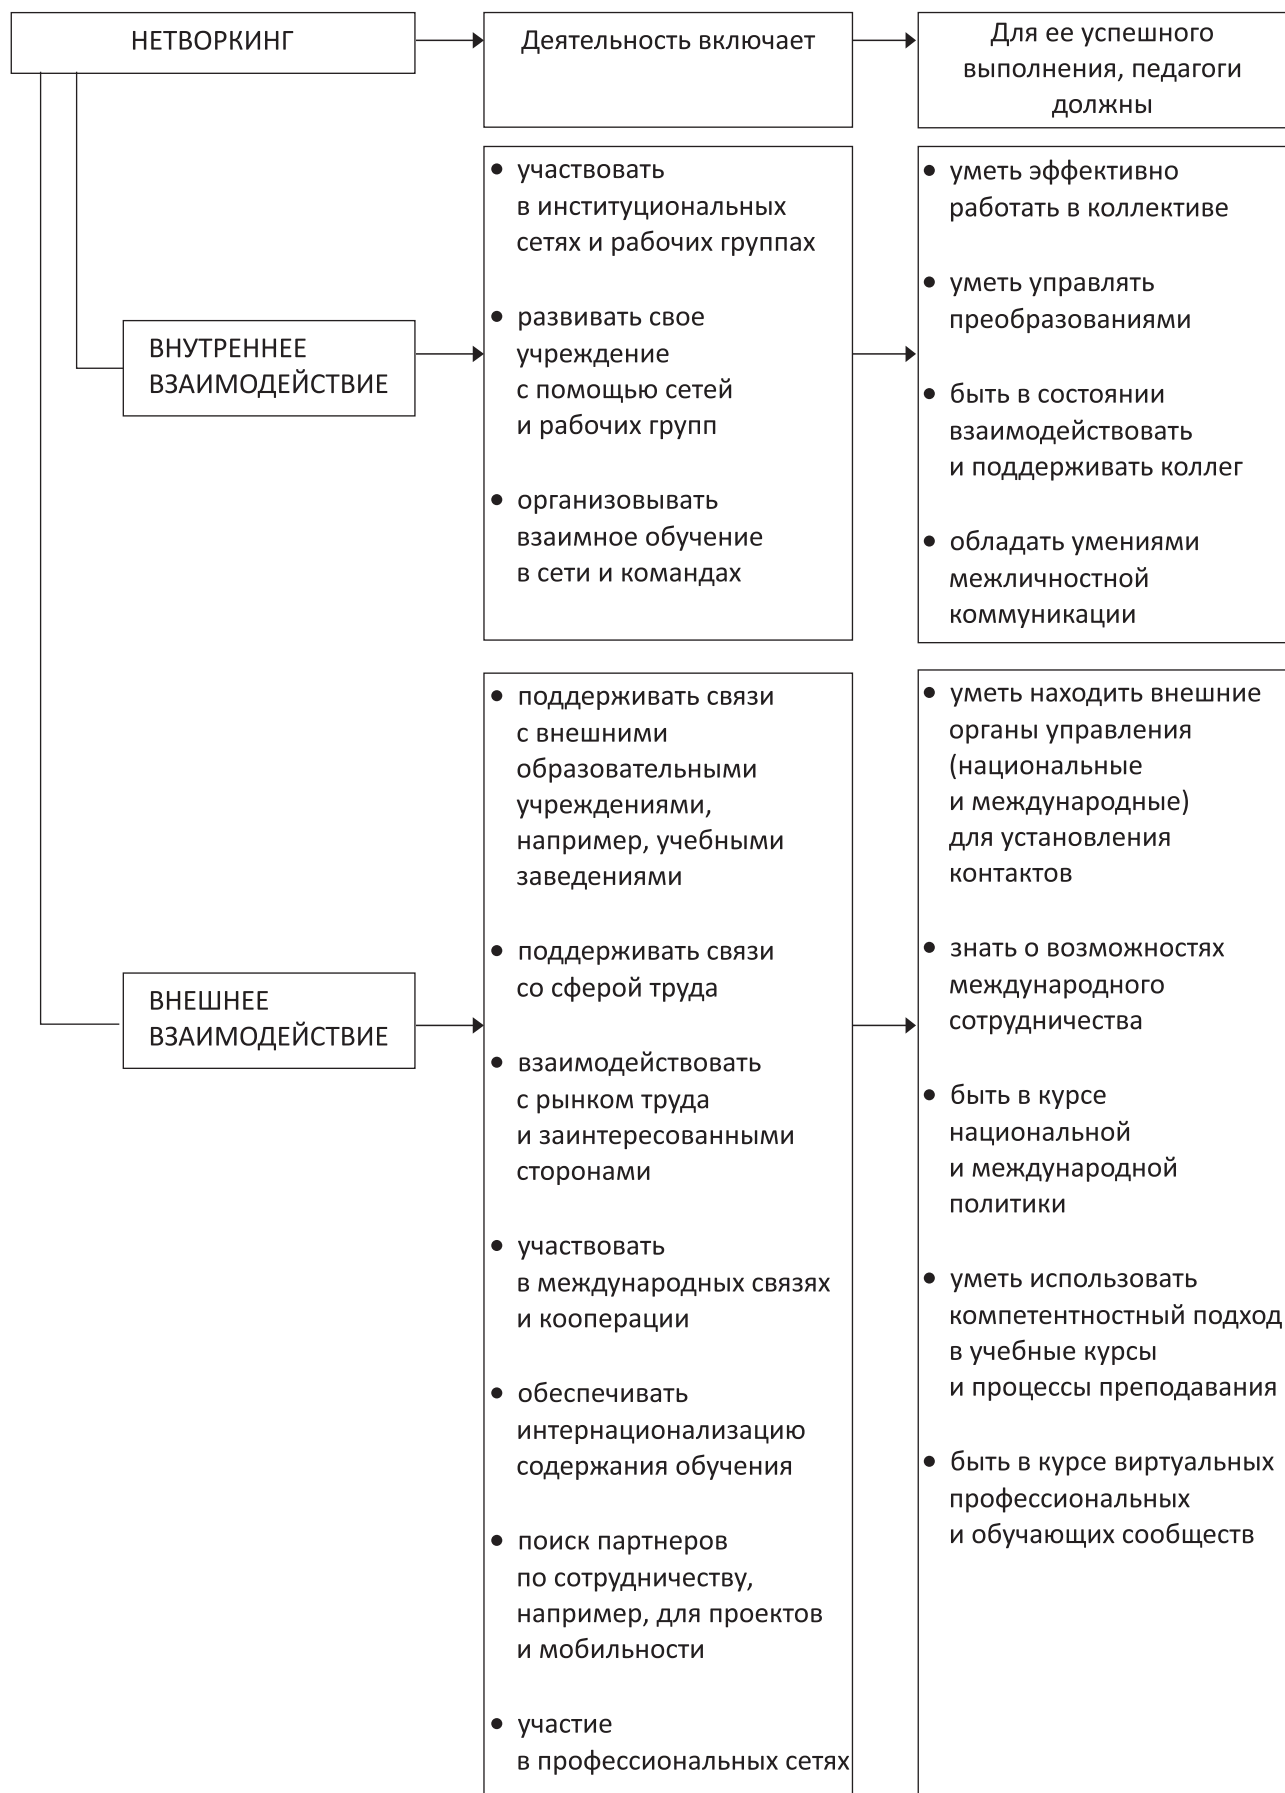 НЕТВОРКИНГ
Деятельность включает
Для ее успешного
выполнения, педагоги
должны
ВНУТРЕННЕЕ
ВЗАИМОДЕЙСТВИЕ
• участвовать
в институциональных
сетях и рабочих группах
• развивать свое
учреждение
с помощью сетей
и рабочих групп
• организовывать
взаимное обучение
в сети и командах
• уметь эффективно
работать в коллективе
• уметь управлять
преобразованиями
• быть в состоянии
взаимодействовать
и поддерживать коллег
• обладать умениями
межличностной
коммуникации
ВНЕШНЕЕ
ВЗАИМОДЕЙСТВИЕ
• поддерживать связи
с внешними
образовательными
учреждениями,
например, учебными
заведениями
• поддерживать связи
со сферой труда
• взаимодействовать
с рынком труда
и заинтересованными
сторонами
• участвовать
в международных связях
и кооперации
• обеспечивать
интернационализацию
содержания обучения
• поиск партнеров
по сотрудничеству,
например, для проектов
и мобильности
• участие
в профессиональных сетях
• уметь находить внешние
органы управления
(национальные
и международные)
для установления
контактов
• знать о возможностях
международного
сотрудничества
• быть в курсе
национальной
и международной
политики
• уметь использовать
компетентностный подход
в учебные курсы
и процессы преподавания
• быть в курсе виртуальных
профессиональных
и обучающих сообществ